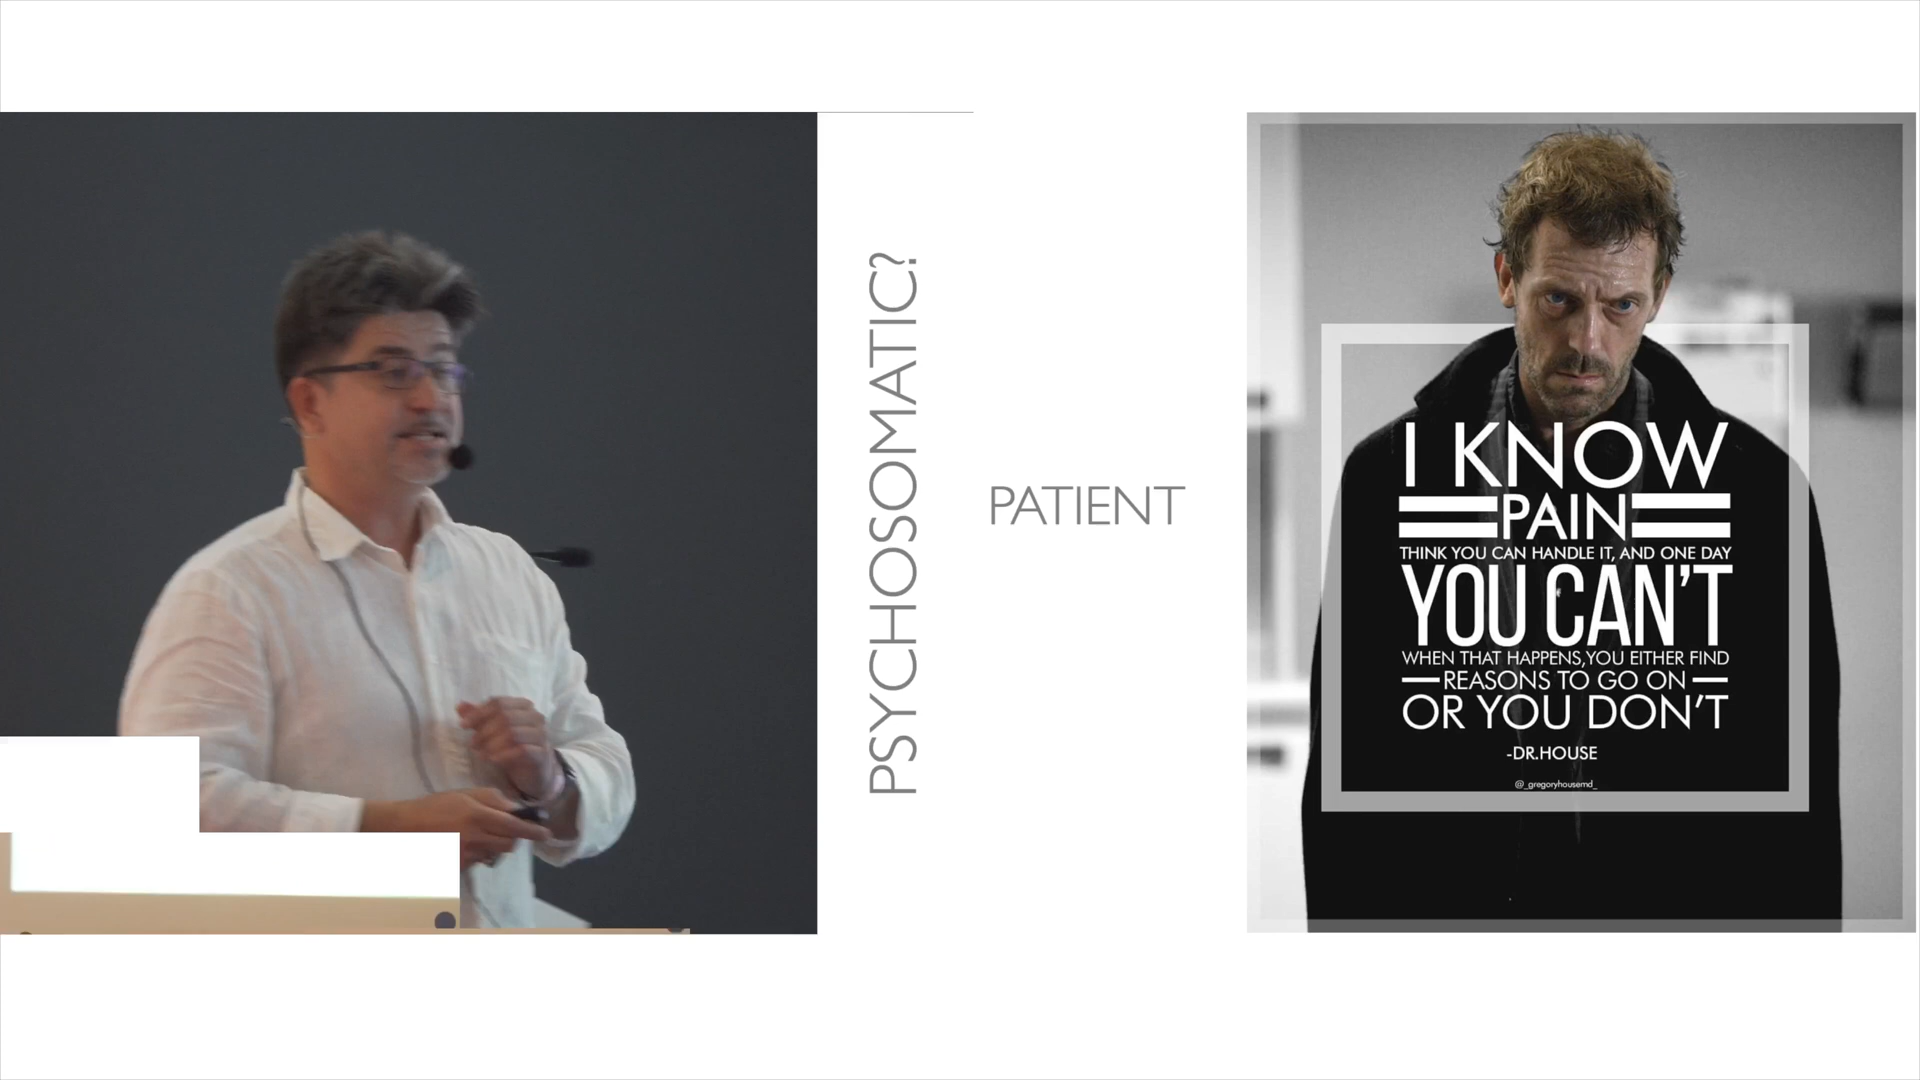 PSYCHOSOMATIC?
PATIENT
I KNOW
PAIN
THINK YOU CAN HANDLE IT, AND ONE DAY
YOU CAN'T
WHEN THAT HAPPENS,YOU EITHER FIND
REASONS TO GO ON
OR YOU DON'T
-DR.HOUSE
@_gregoryhousemd_